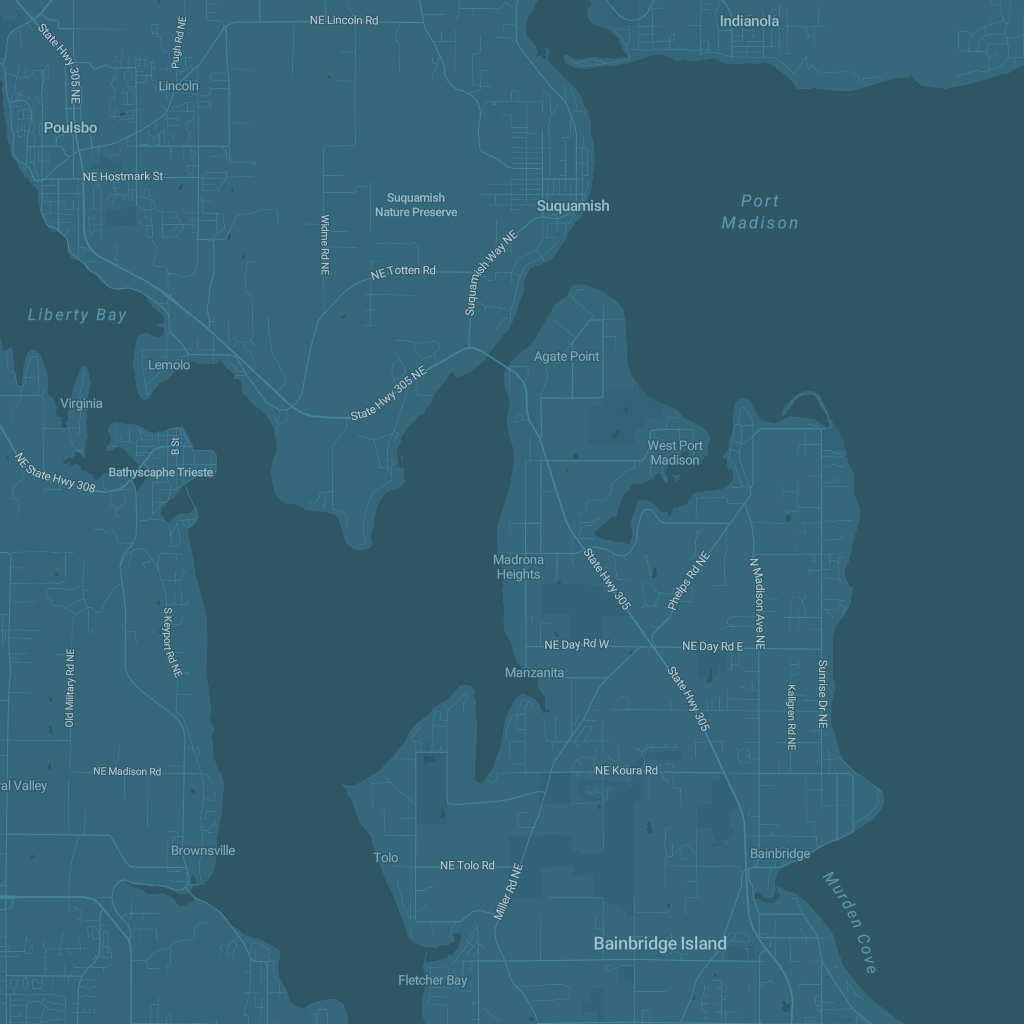 NE Lincoln Rd
Indianola
State Hwy 305 NE
Pugh Rd NE
Lincoln
Poulsbo
NE Hostmark St
Suquamish
Nature Preserve
Suquamish
Port
Madison
Widme Rd NE
NE Totten Rd
Suquamish Way NE
Liberty Bay
Lemolo
Agate Point
State Hwy 305 NE
Virginia
B St
West Port
Madison
NE State Hwy 308
Bathyscaphe Trieste
Madrona
Heights
State Hwy 305
Phelps Rd NE
N Madison Ave NE
S Keyport Rd NE
Old Military Rd NE
NE Day Rd W
NE Day Rd E
Manzanita
State Hwy 305
Kallgren Rd NE
Sunrise Dr NE
NE Madison Rd
NE Koura Rd
ral Valley
Brownsville
Tolo
NE Tolo Rd
Miller Rd NE
Bainbridge
Murden Cove
Bainbridge Island
Fletcher Bay